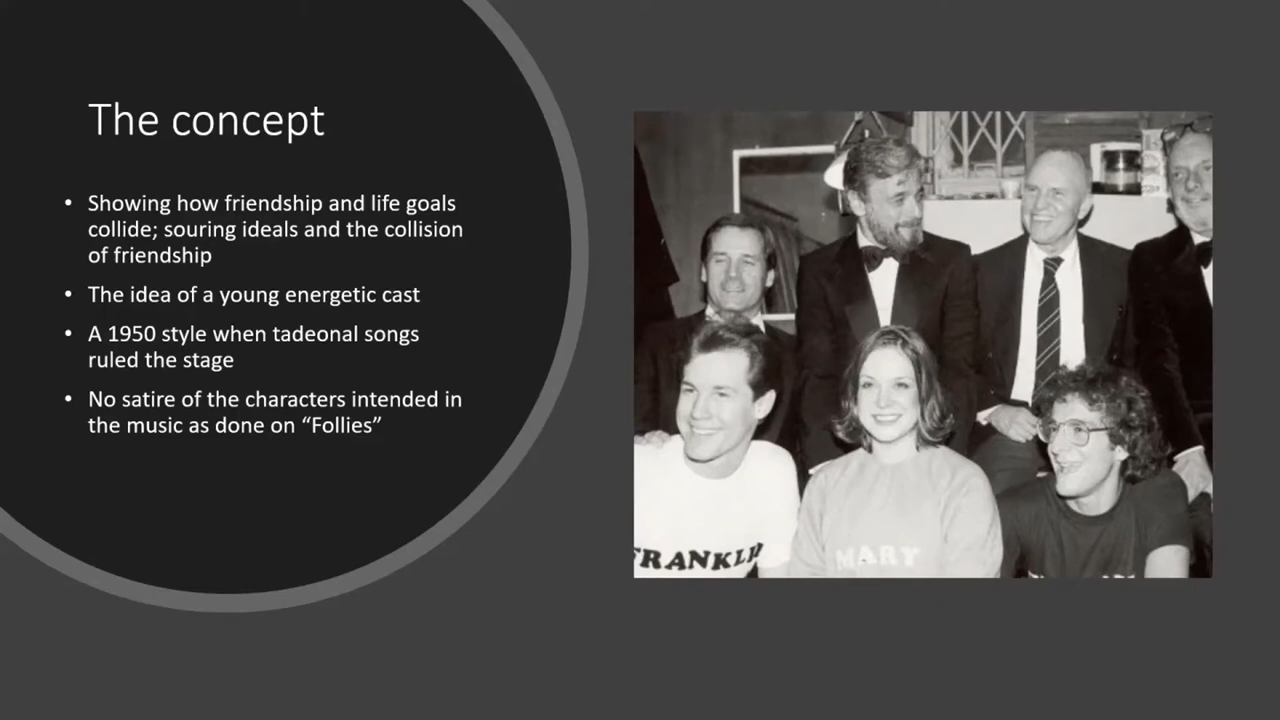 The concept
• Showing how friendship and life goals
collide; souring ideals and the collision
of friendship
• The idea of a young energetic cast
• A 1950 style when tadeonal songs
ruled the stage
• No satire of the characters intended in
the music as done on “Follies”
FRANKLI
MARY